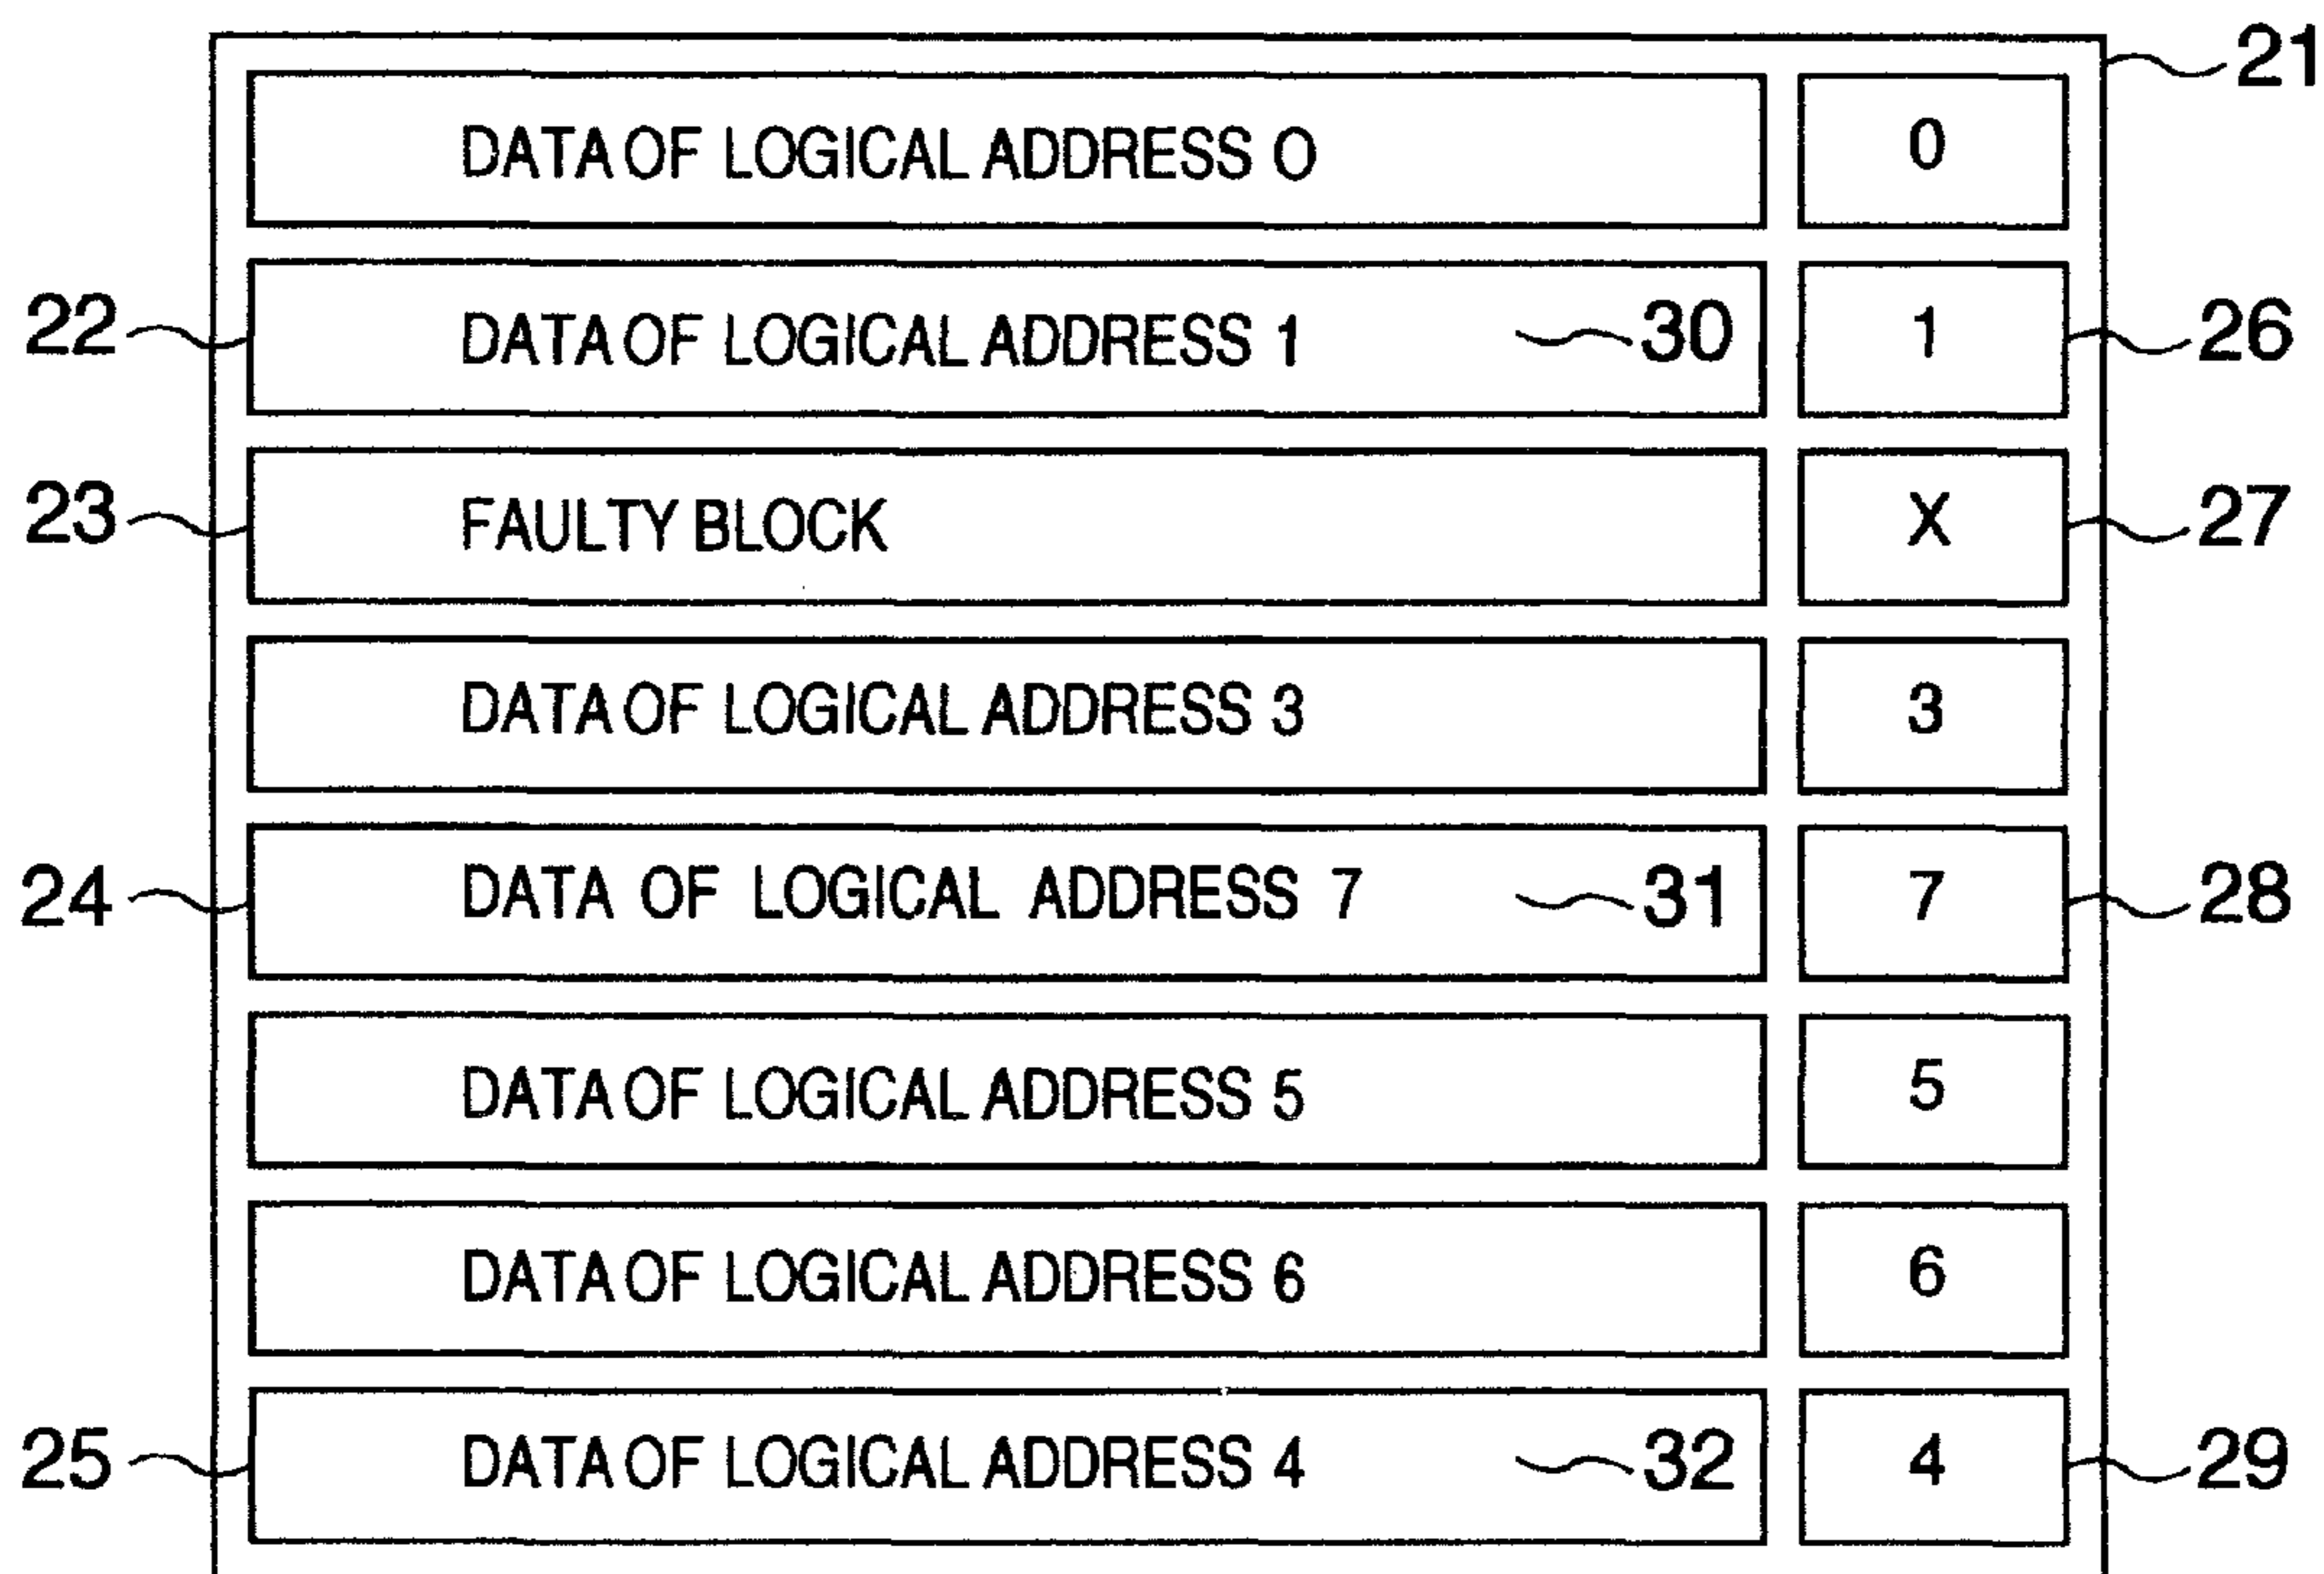 21
DATA OF LOGICAL ADDRESS 0 0
22 DATA OF LOGICAL ADDRESS 1 30 1 26
23 FAULTY BLOCK X 27
DATA OF LOGICAL ADDRESS 3 3
24 DATA OF LOGICAL ADDRESS 7 31 7 28
DATA OF LOGICAL ADDRESS 5 5
DATA OF LOGICAL ADDRESS 6 6
25 DATA OF LOGICAL ADDRESS 4 32 4 29